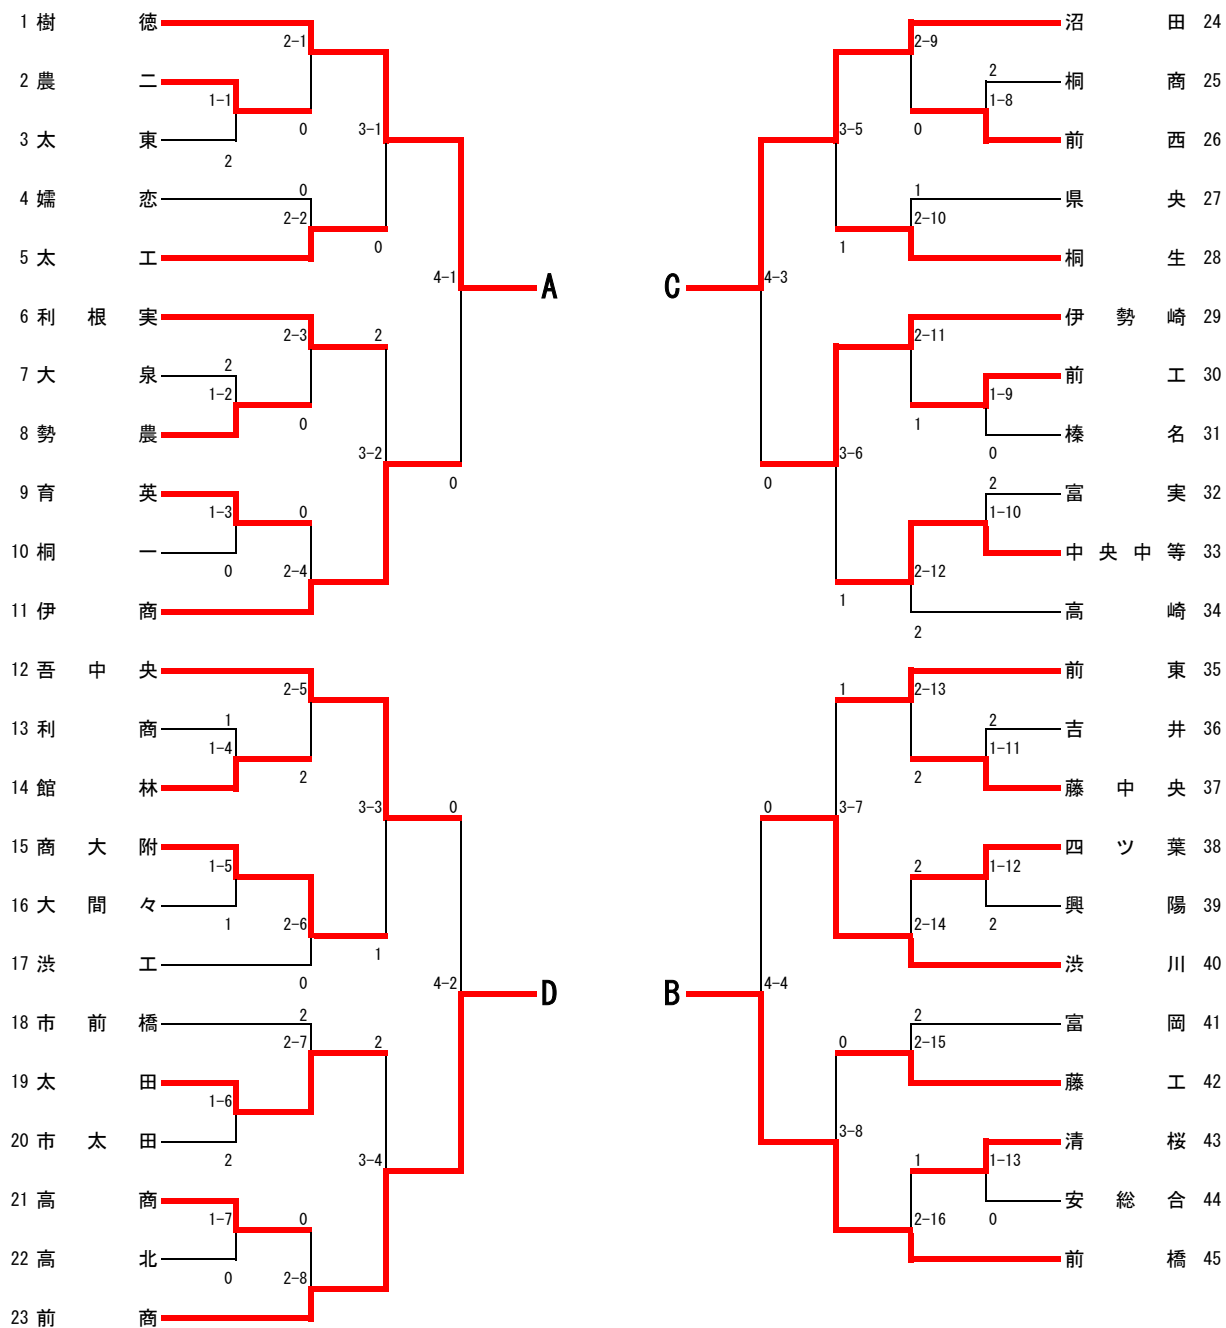 1 樹 徳
2-1
2 農 二
1-1
0
3 太 東
2
3-1
4 嬬 恋
0
2-2
0
5 太 工
4-1
A
6 利 根 実
2-3
2
7 大 泉
2
1-2
0
8 勢 農
3-2
0
9 育 英
1-3
0
10 桐 一
0
2-4
11 伊 商
12 吾 中 央
2-5
13 利 商
1
1-4
2
14 館 林
3-3
0
15 商 大 附
1-5
16 大 間 々
1
2-6
1
17 渋 工
0
4-2
D
18 市 前 橋
2
2-7
2
19 太 田
1-6
20 市 太 田
2
3-4
21 高 商
1-7
0
22 高 北
0
2-8
23 前 商
沼 田 24
2-9
2
桐 商 25
1-8
0
前 西 26
3-5
1
県 央 27
2-10
1
桐 生 28
C
4-3
伊 勢 崎 29
2-11
前 工 30
1-9
1
榛 名 31
0
3-6
0
2
富 実 32
1-10
中 央 中 等 33
2-12
1
高 崎 34
2
前 東 35
1
2-13
2
吉 井 36
1-11
2
藤 中 央 37
0
3-7
四 ツ 葉 38
2
1-12
興 陽 39
2
2-14
渋 川 40
B
4-4
2
富 岡 41
0
2-15
藤 工 42
3-8
清 桜 43
1
1-13
安 総 合 44
0
2-16
前 橋 45